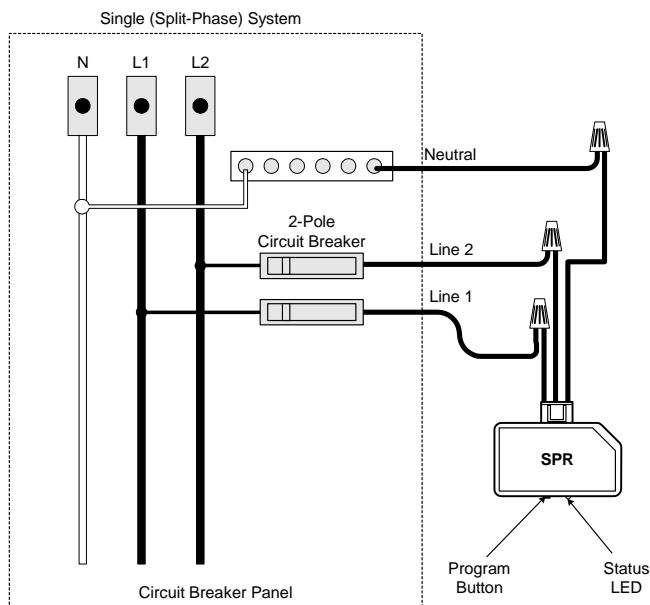 Single (Split-Phase) System
N
L1
L2
Neutral
2-Pole
Circuit Breaker
Line 2
Line 1
SPR
Program
Button
Status
LED
Circuit Breaker Panel